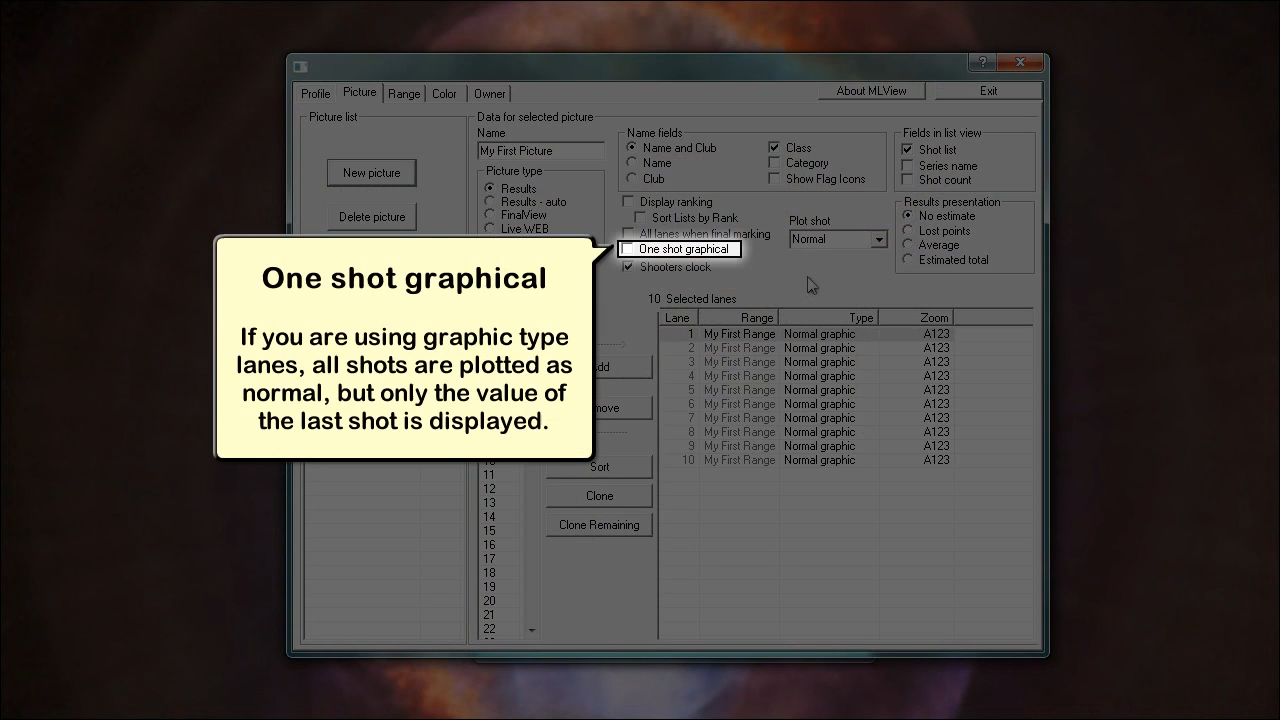 ?
X
Profile
Picture
Range
Color
Owner
About MLView
Exit
Picture list
New picture
Delete picture
Data for selected picture
Name
My First Picture
Picture type
Results
Results - auto
FinalView
Live WEB
Name fields
Name and Club
Name
Club
Class
Category
Show Flag Icons
Fields in list view
Shot list
Series name
Shot count
Display ranking
Sort Lists by Rank
All lanes when final marking
One shot graphical
Shooters clock
Plot shot
Normal
Results presentation
No estimate
Lost points
Average
Estimated total
One shot graphical
If you are using graphic type
lanes, all shots are plotted as
normal, but only the value of
the last shot is displayed.
10 Selected lanes
Lane Range Type Zoom
1 My First Range Normal graphic A123
2 My First Range Normal graphic A123
3 My First Range Normal graphic A123
4 My First Range Normal graphic A123
5 My First Range Normal graphic A123
6 My First Range Normal graphic A123
7 My First Range Normal graphic A123
8 My First Range Normal graphic A123
9 My First Range Normal graphic A123
10 My First Range Normal graphic A123
11
12
13
14
15
16
17
18
19
20
21
22
Sort
Clone
Clone Remaining